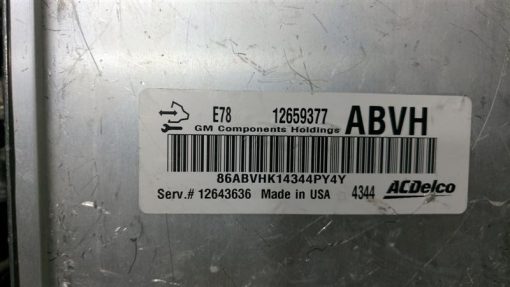 E78 12659377 ABVH
GM Components Holdings
86ABVHK14344PY4Y
Serv.# 12643636 Made in USA 4344 ACDelco